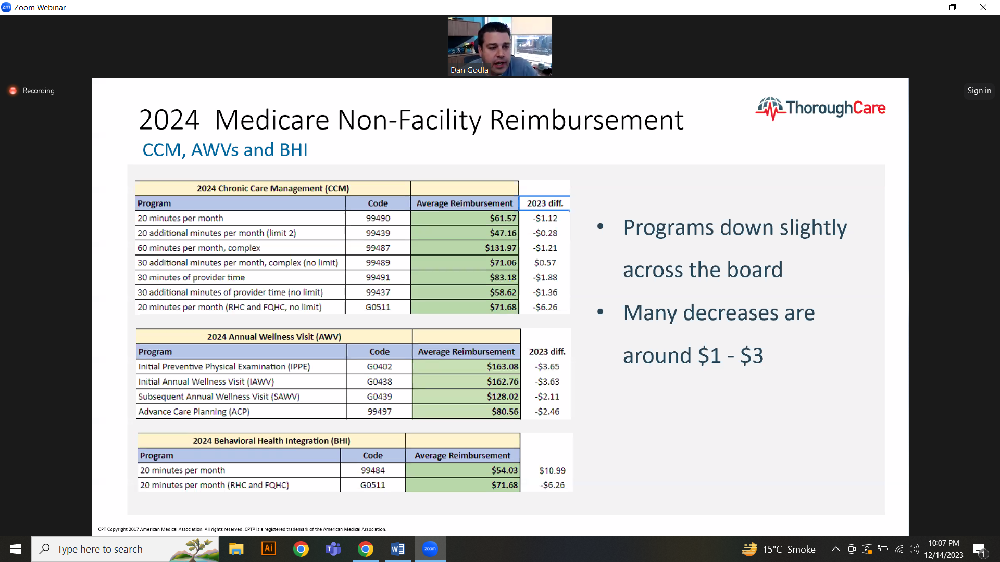 zm Zoom Webinar
Dan Godla
Recording
Sign in
2024 Medicare Non-Facility Reimbursement
ThoroughCare
CCM, AWVs and BHI
2024 Chronic Care Management (CCM)
Program Code Average Reimbursement 2023 diff.
20 minutes per month 99490 $61.57 -$1.12
20 additional minutes per month (limit 2) 99439 $47.16 -$0.28
60 minutes per month, complex 99487 $131.97 -$1.21
30 additional minutes per month, complex (no limit) 99489 $71.06 $0.57
30 minutes of provider time 99491 $83.18 -$1.88
30 additional minutes of provider time (no limit) 99437 $58.62 -$1.36
20 minutes per month (RHC and FQHC, no limit) G0511 $71.68 -$6.26
2024 Annual Wellness Visit (AWV)
Program Code Average Reimbursement 2023 diff.
Initial Preventive Physical Examination (IPPE) G0402 $163.08 -$3.65
Initial Annual Wellness Visit (IAWV) G0438 $162.76 -$3.63
Subsequent Annual Wellness Visit (SAWV) G0439 $128.02 -$2.11
Advance Care Planning (ACP) 99497 $80.56 -$2.46
2024 Behavioral Health Integration (BHI)
Program Code Average Reimbursement
20 minutes per month 99484 $54.03 $10.99
20 minutes per month (RHC and FQHC) G0511 $71.68 -$6.26
• Programs down slightly
across the board
• Many decreases are
around $1 - $3
CPT Copyright 2017 American Medical Association. All rights reserved. CPT® is a registered trademark of the American Medical Association.
Type here to search
Ai
T
W
zoom
15°C Smoke
10:07 PM
12/14/2023
1